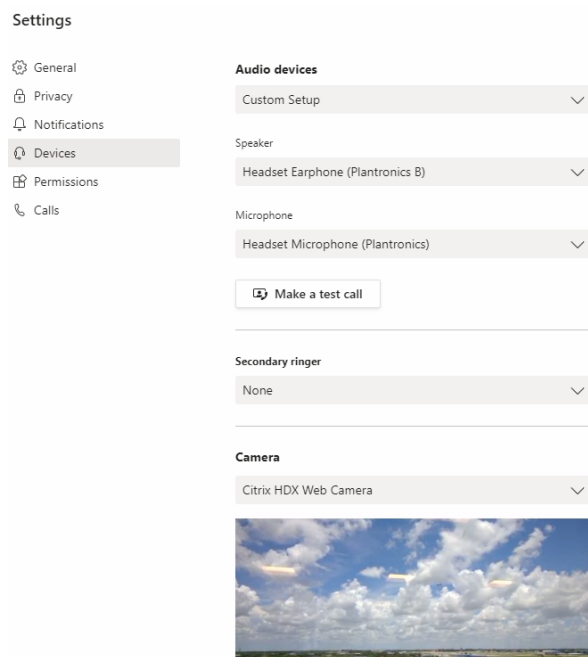 Settings
General
Privacy
Notifications
Devices
Permissions
Calls
Audio devices
Custom Setup
Speaker
Headset Earphone (Plantronics B)
Microphone
Headset Microphone (Plantronics)
Make a test call
Secondary ringer
None
Camera
Citrix HDX Web Camera